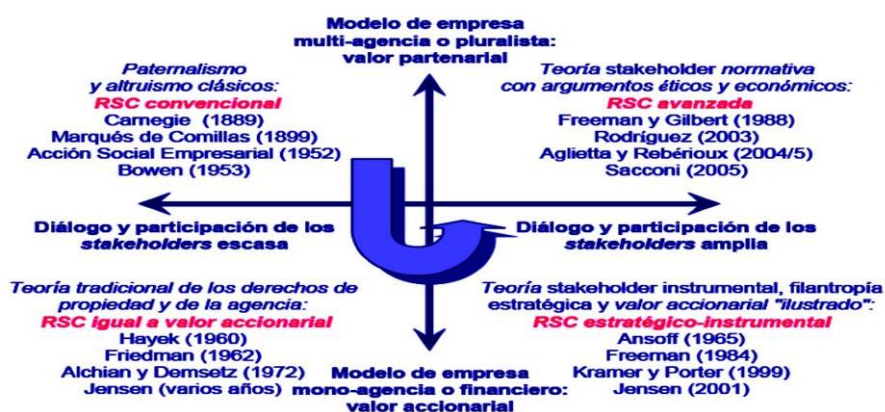 Modelo de empresa
multi-agencia o pluralista:
valor partenarial
Paternalismo
y altruismo clásicos:
RSC convencional
Carnegie (1889)
Marqués de Comillas (1899)
Acción Social Empresarial (1952)
Bowen (1953)
Teoría stakeholder normativa
con argumentos éticos y económicos:
RSC avanzada
Freeman y Gilbert (1988)
Rodríguez (2003)
Aglietta y Rebérioux (2004/5)
Sacconi (2005)
Diálogo y participación de los
stakeholders escasa
Diálogo y participación de los
stakeholders amplia
Teoría tradicional de los derechos de
propiedad y de la agencia:
RSC igual a valor accionarial
Hayek (1960)
Friedman (1962)
Alchian y Demsetz (1972)
Jensen (varios años)
Teoría stakeholder instrumental, filantropía
estratégica y valor accionarial "ilustrado":
RSC estratégico-instrumental
Ansoff (1965)
Freeman (1984)
Kramer y Porter (1999)
Jensen (2001)
Modelo de empresa
mono-agencia o financiero:
valor accionarial